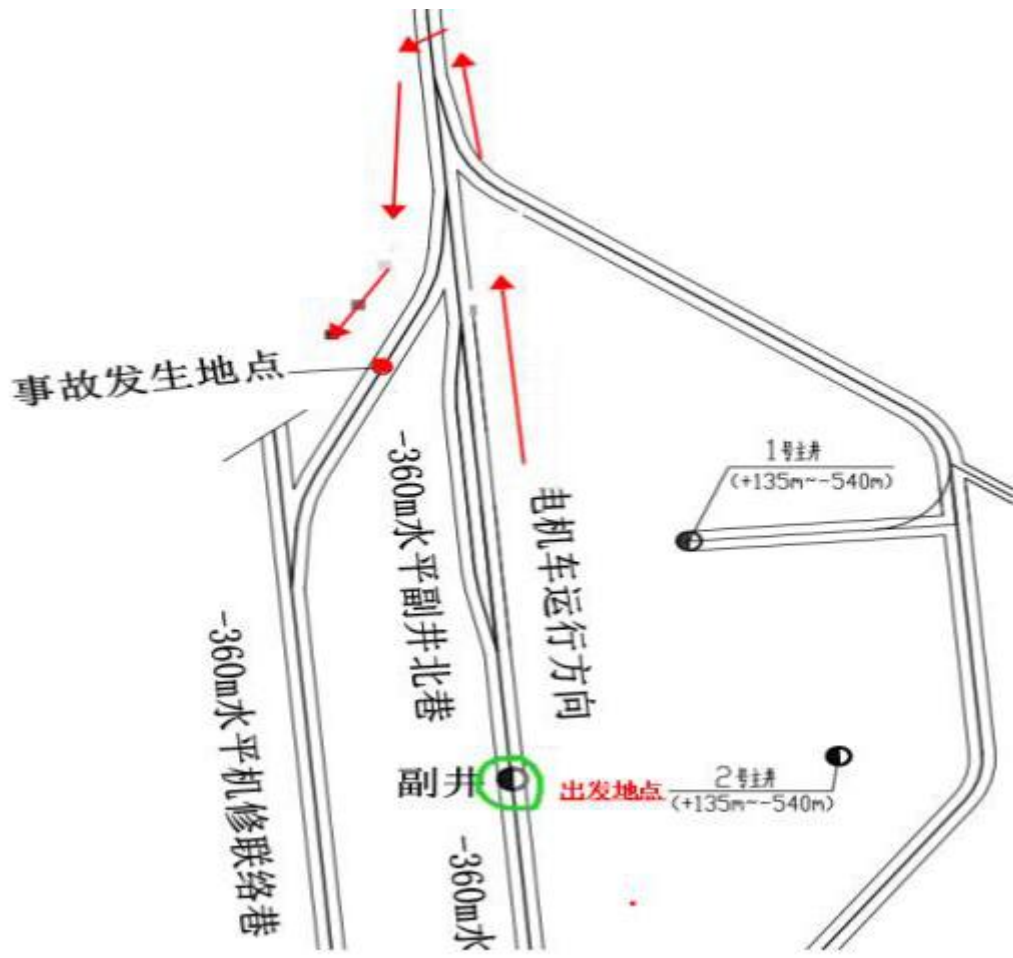 事故发生地点
1号主井
(+135m~-540m)
-360m水平副井北巷
电机车运行方向
-360m水平机修联络巷
副井
出发地点
2号主井
(+135m~-540m)
-360m水